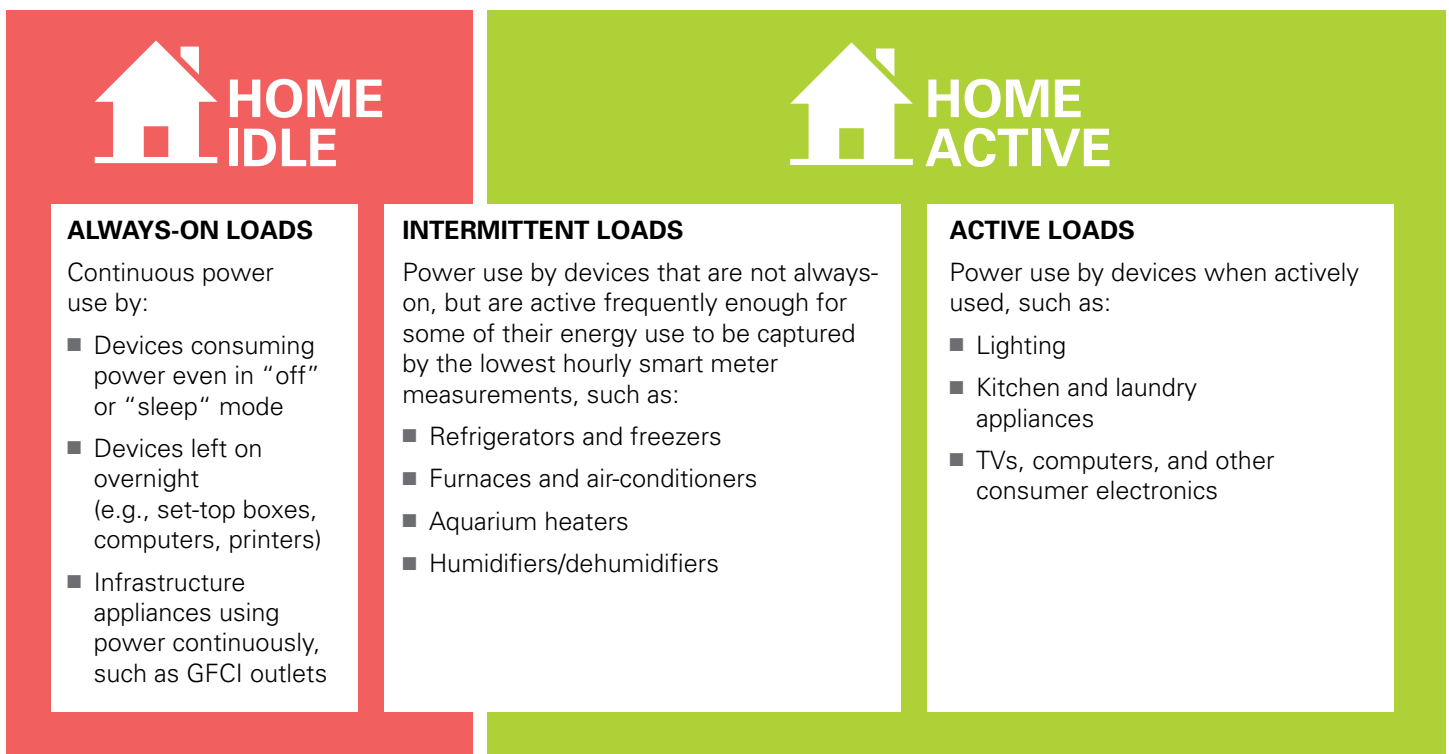 HOME
IDLE
HOME
ACTIVE
ALWAYS-ON LOADS
Continuous power
use by:
■ Devices consuming
power even in “off”
or “sleep“ mode
■ Devices left on
overnight
(e.g., set-top boxes,
computers, printers)
■ Infrastructure
appliances using
power continuously,
such as GFCI outlets
INTERMITTENT LOADS
Power use by devices that are not always-
on, but are active frequently enough for
some of their energy use to be captured
by the lowest hourly smart meter
measurements, such as:
■ Refrigerators and freezers
■ Furnaces and air-conditioners
■ Aquarium heaters
■ Humidifiers/dehumidifiers
ACTIVE LOADS
Power use by devices when actively
used, such as:
■ Lighting
■ Kitchen and laundry
appliances
■ TVs, computers, and other
consumer electronics